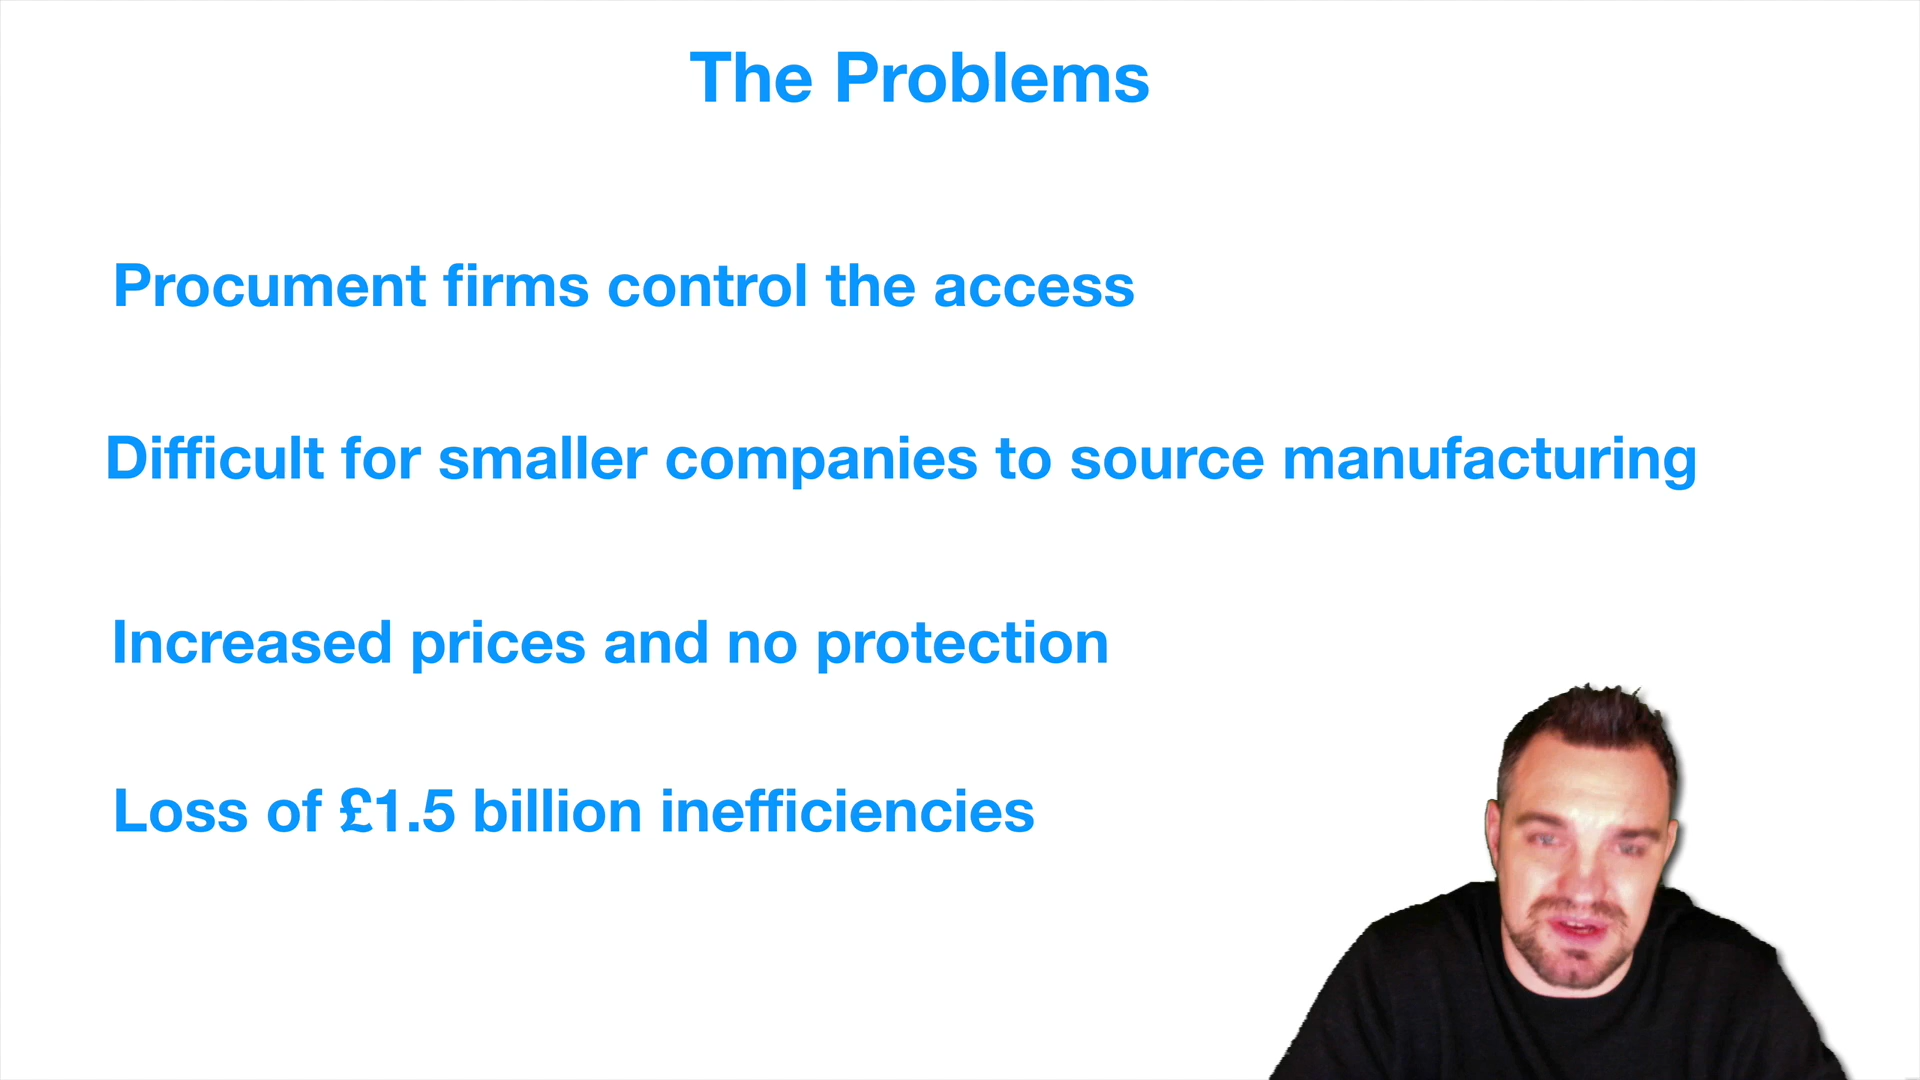 The Problems
Procument firms control the access
Difficult for smaller companies to source manufacturing
Increased prices and no protection
Loss of £1.5 billion inefficiencies